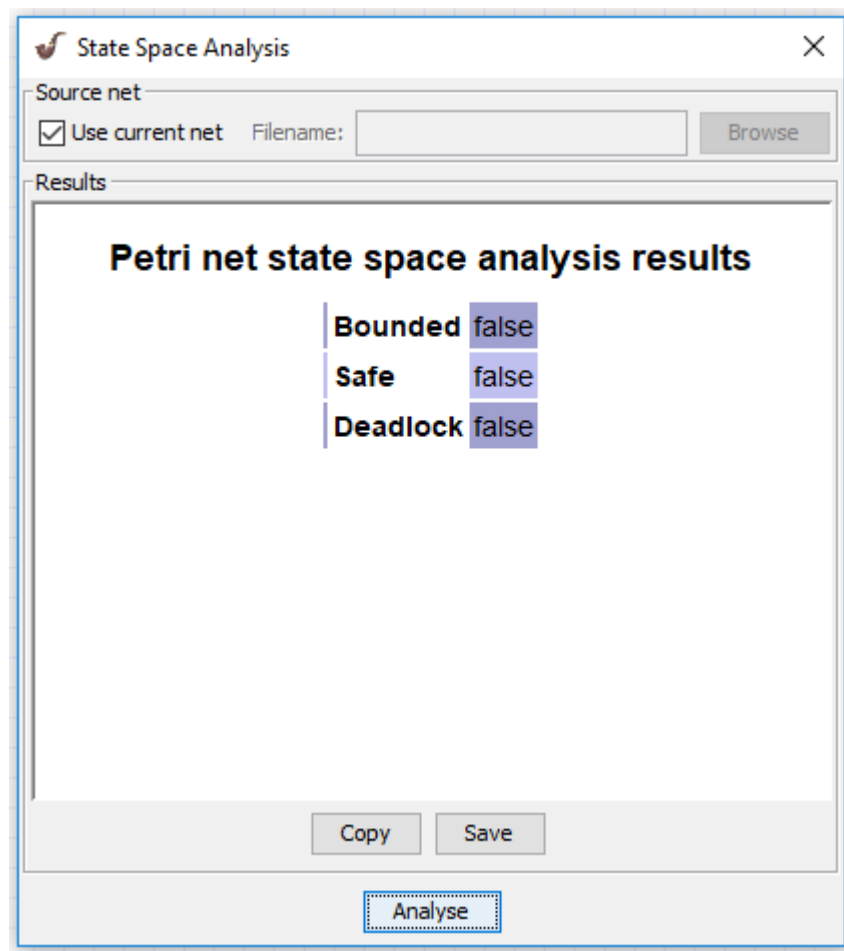 State Space Analysis
Source net
Use current net Filename: Browse
Results
Petri net state space analysis results
Bounded false
Safe false
Deadlock false
Copy Save
Analyse